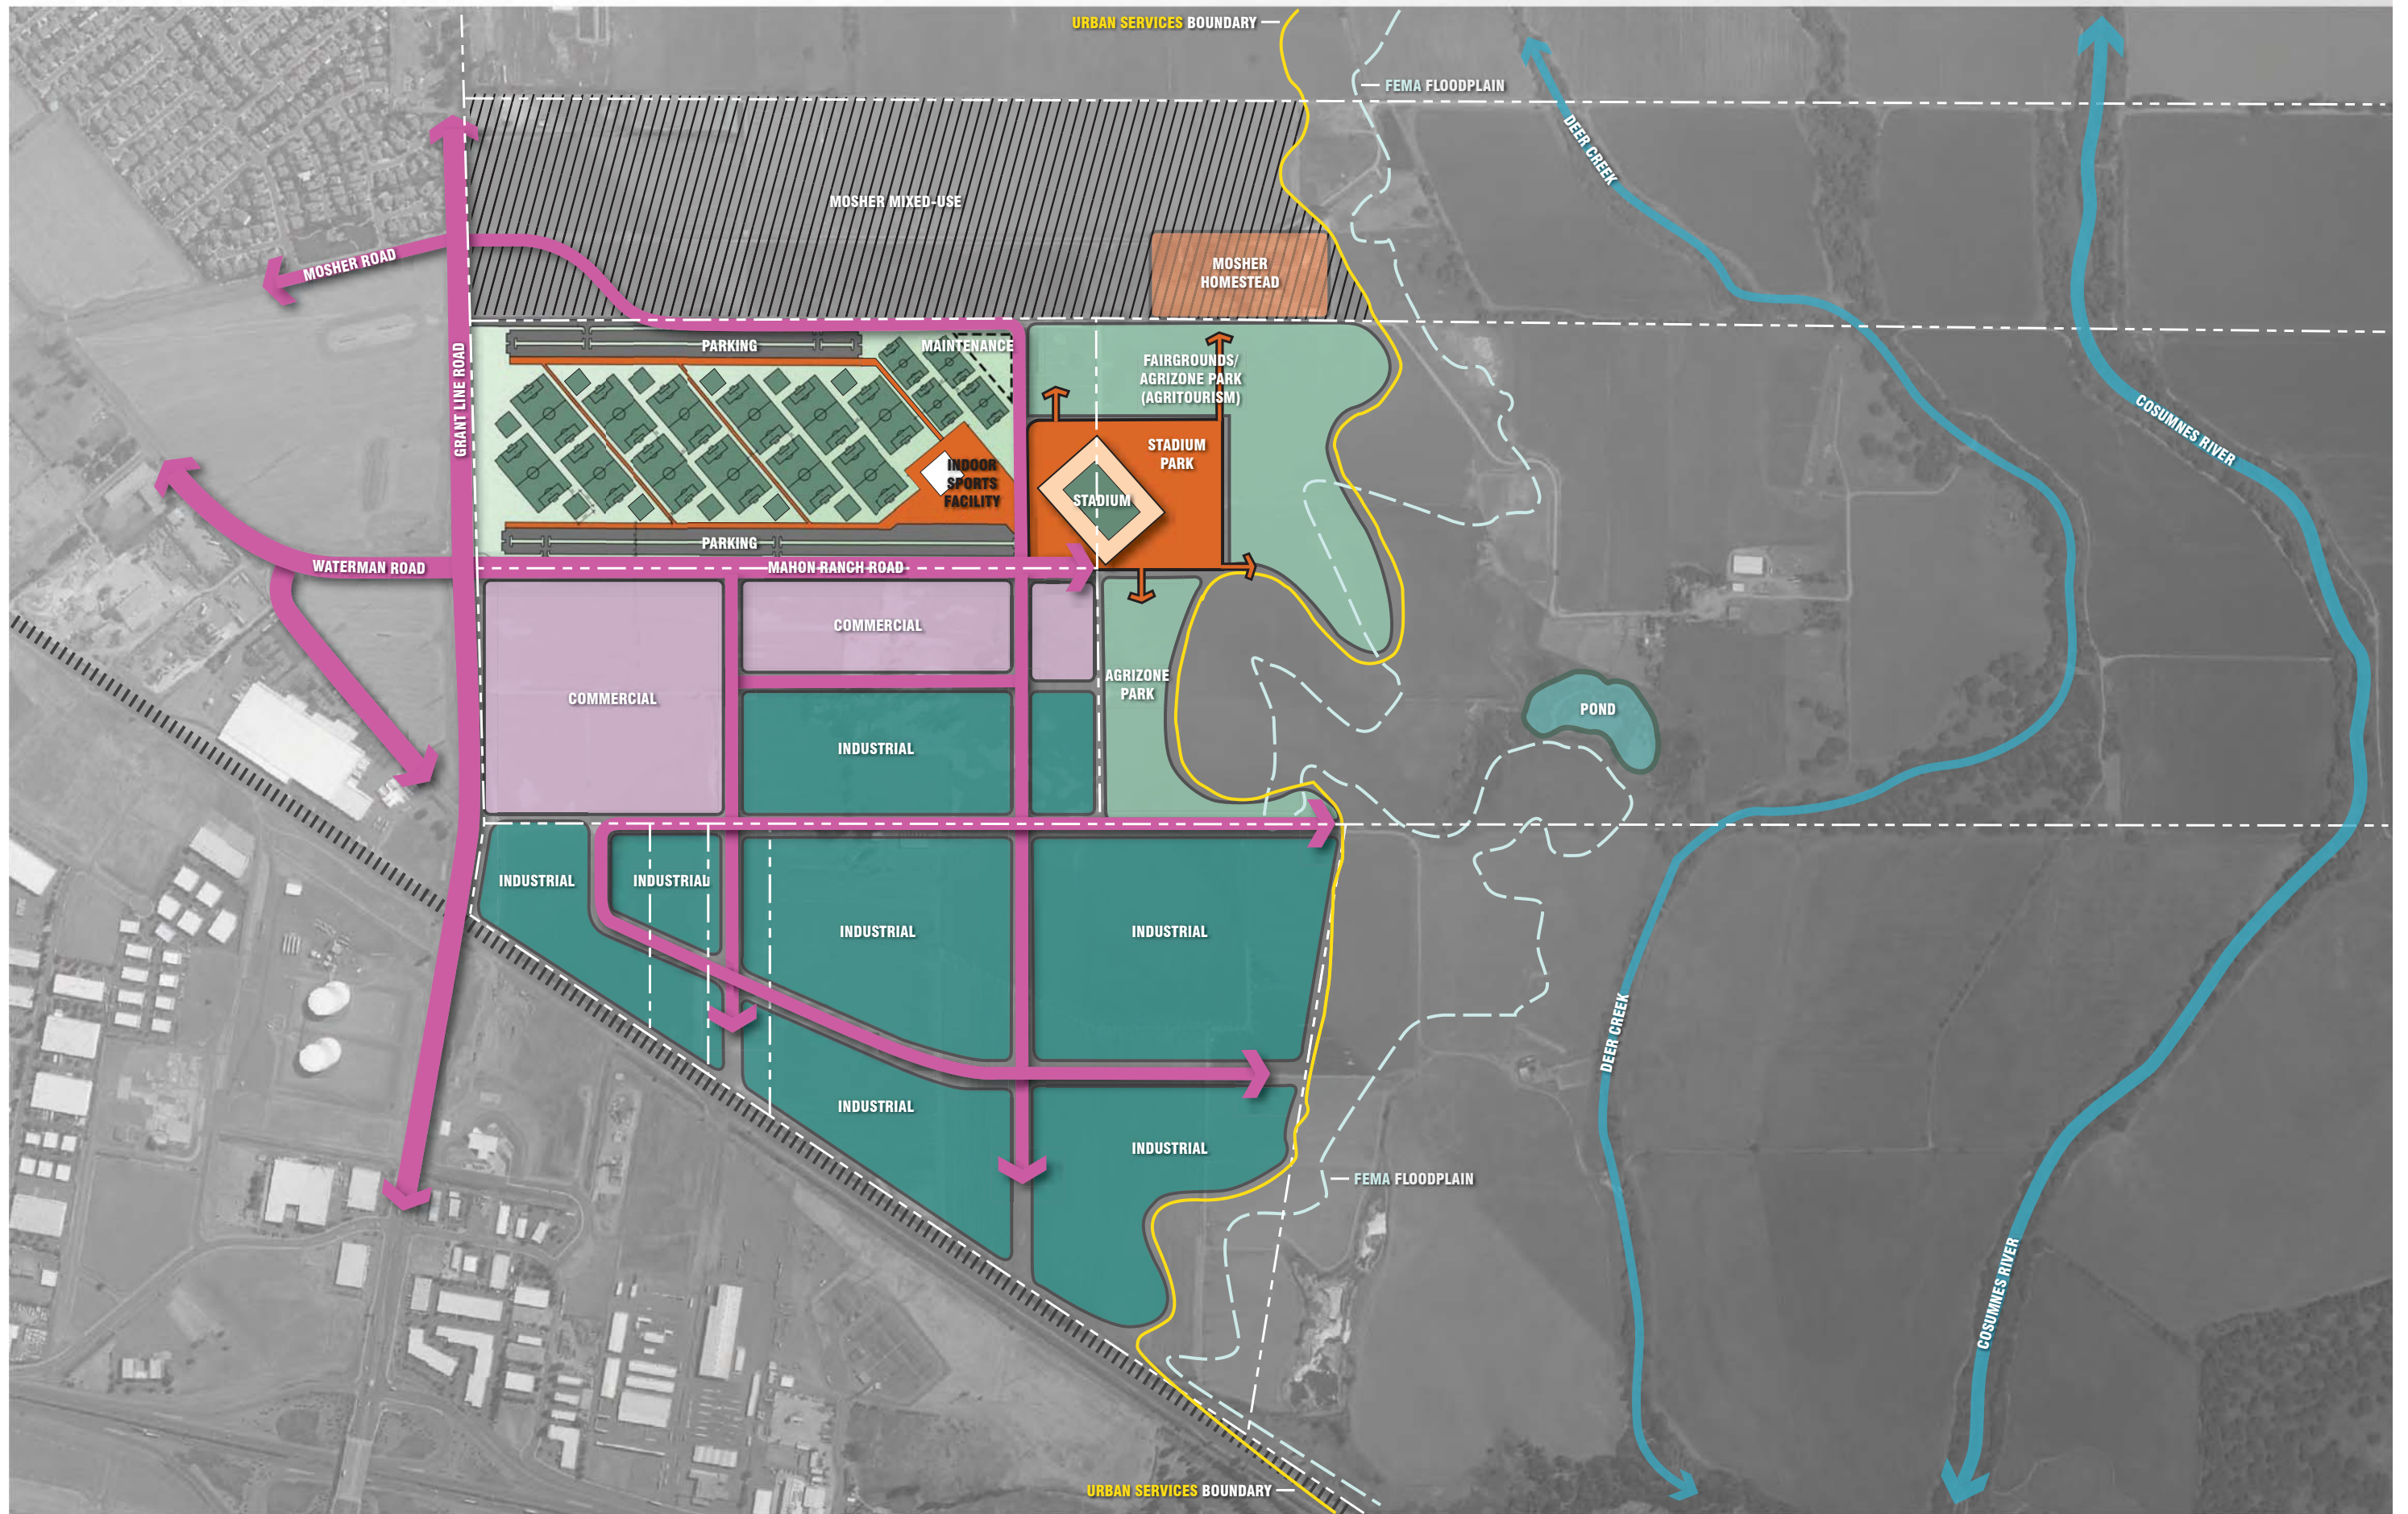 URBAN SERVICES BOUNDARY
FEMA FLOODPLAIN
DEER CREEK
MOSHER MIXED-USE
MOSHER ROAD
MOSHER
HOMESTEAD
GRANT LINE ROAD
PARKING
MAINTENANCE
FAIRGROUNDS/
AGRIZONE PARK
(AGRITOURISM)
COSUMNES RIVER
STADIUM
PARK
INDOOR
SPORTS
FACILITY
STADIUM
PARKING
WATERMAN ROAD
MAHON RANCH ROAD
COMMERCIAL
COMMERCIAL
AGRIZONE
PARK
POND
INDUSTRIAL
INDUSTRIAL
INDUSTRIAL
INDUSTRIAL
INDUSTRIAL
DEER CREEK
INDUSTRIAL
INDUSTRIAL
FEMA FLOODPLAIN
COSUMNES RIVER
URBAN SERVICES BOUNDARY